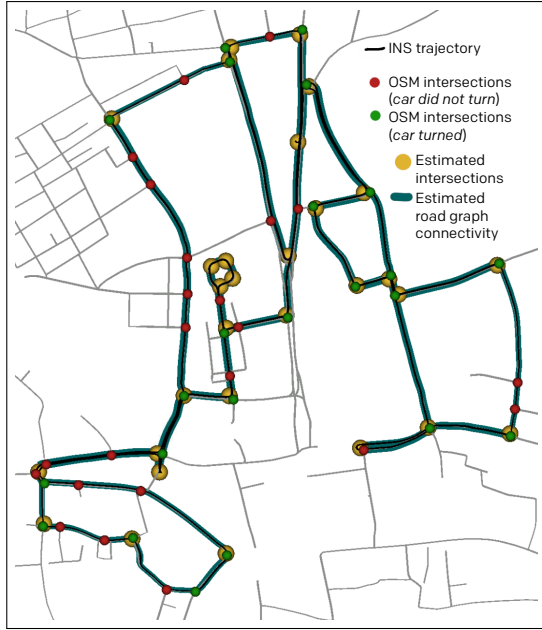 INS trajectory
OSM intersections
(car did not turn)
OSM intersections
(car turned)
Estimated
intersections
Estimated
road graph
connectivity